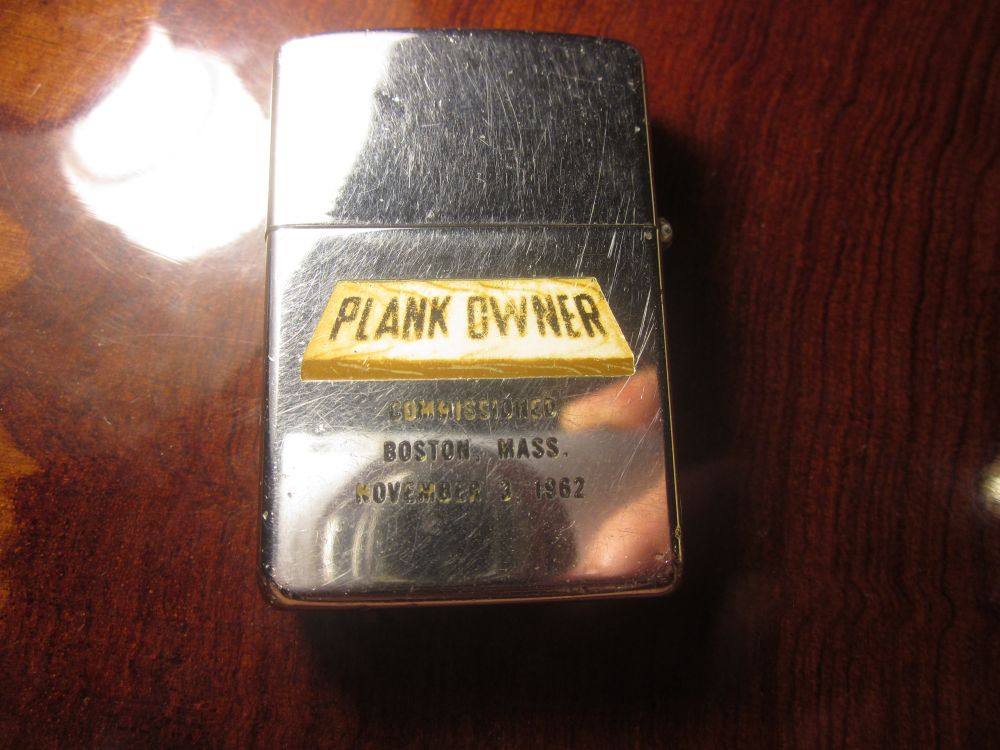 PLANK OWNER
COMMISSIONED
BOSTON, MASS.
NOVEMBER 3, 1962